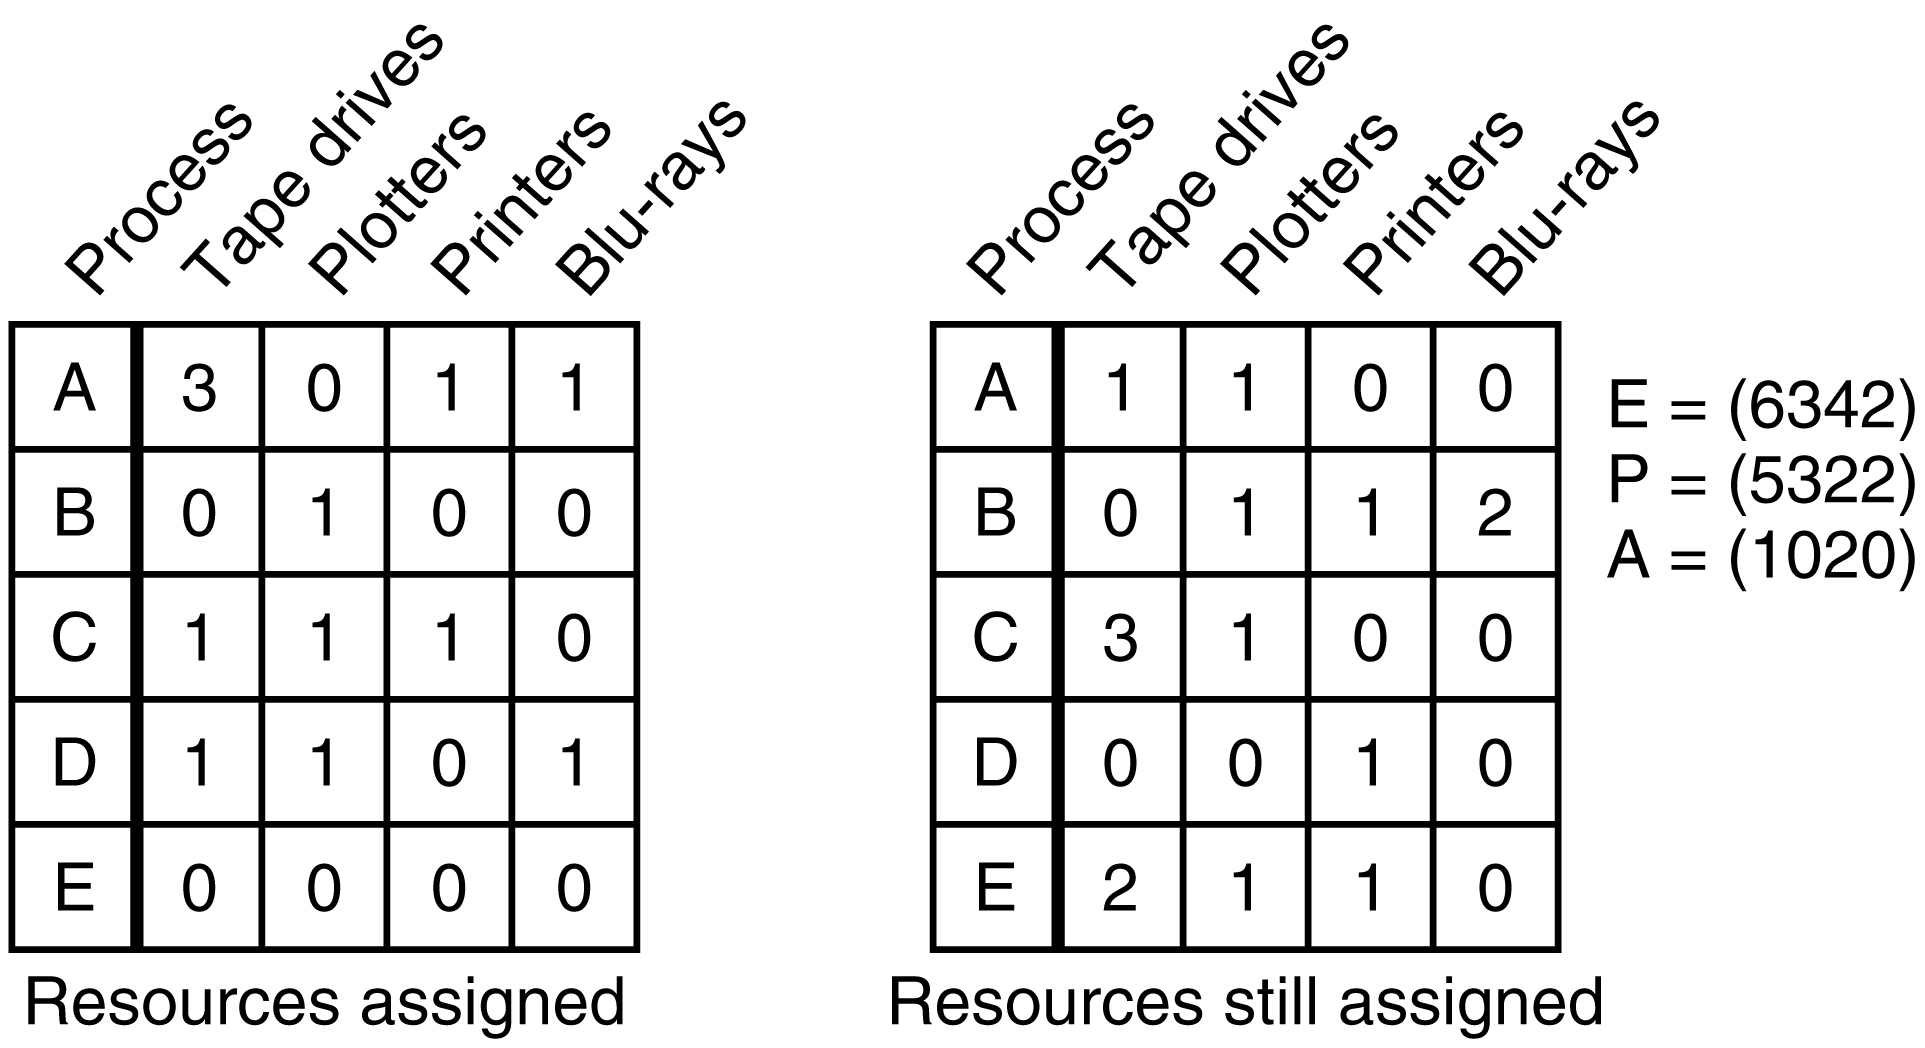 Process Tape drives Plotters Printers Blu-rays
A 3 0 1 1
B 0 1 0 0
C 1 1 1 0
D 1 1 0 1
E 0 0 0 0
Resources assigned
Process Tape drives Plotters Printers Blu-rays
A 1 1 0 0
B 0 1 1 2
C 3 1 0 0
D 0 0 1 0
E 2 1 1 0
Resources still assigned
E = (6342)
P = (5322)
A = (1020)